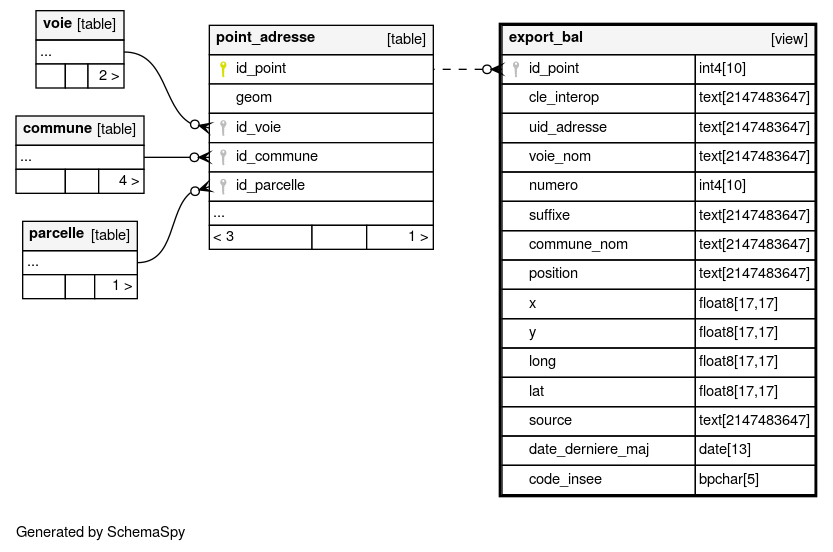 voie [table]
...
2 >
commune [table]
...
4 >
parcelle [table]
...
1 >
point_adresse [table]
id_point
geom
id_voie
id_commune
id_parcelle
...
< 3 1 >
export_bal [view]
id_point int4[10]
cle_interop text[2147483647]
uid_adresse text[2147483647]
voie_nom text[2147483647]
numero int4[10]
suffixe text[2147483647]
commune_nom text[2147483647]
position text[2147483647]
x float8[17,17]
y float8[17,17]
long float8[17,17]
lat float8[17,17]
source text[2147483647]
date_derniere_maj date[13]
code_insee bpchar[5]
Generated by SchemaSpy